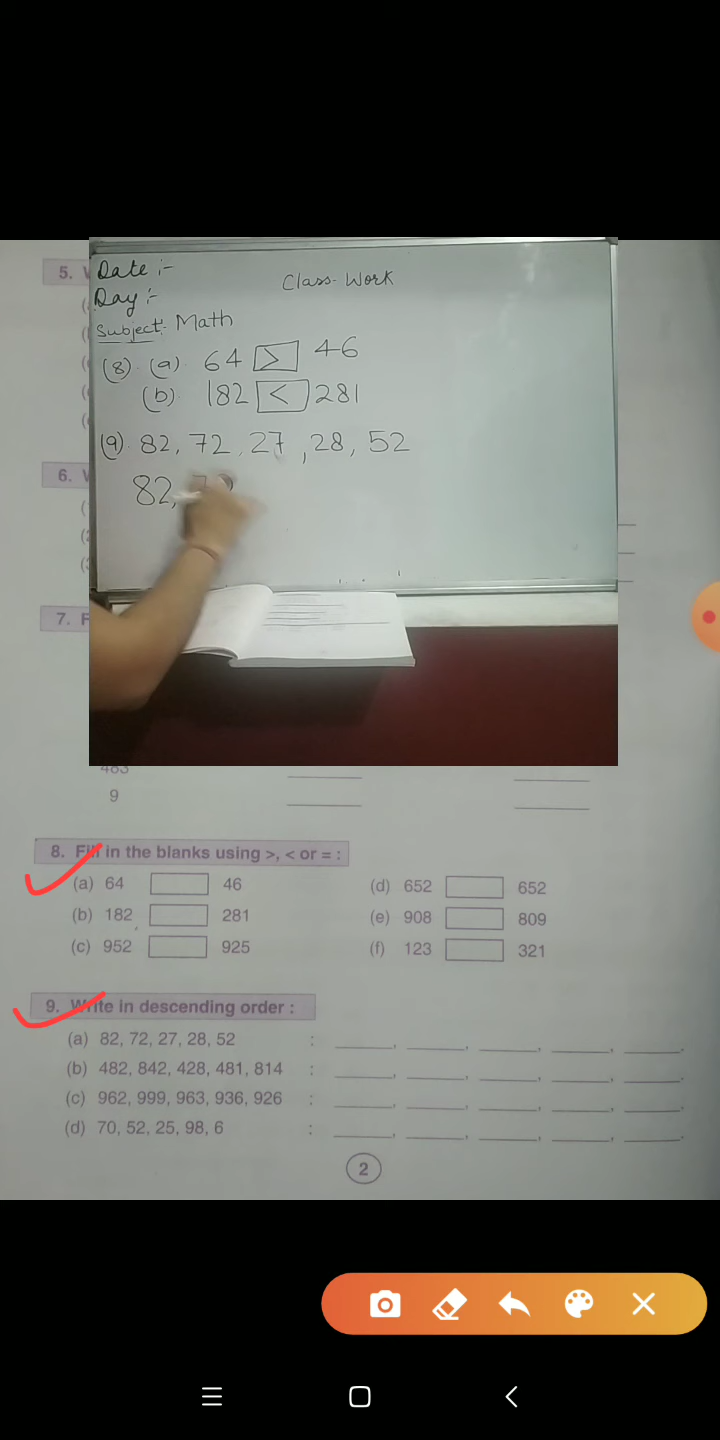 Date :-
Class-Work
Day :-
Subject:- Math
(8). (a). 64 > 46
(b). 182 < 281
(9). 82, 72, 27, 28, 52
82,
5.
6.
7. F
483
9
8. Fill in the blanks using >, < or = :
(a) 64 46
(d) 652 652
(b) 182 281
(e) 908 809
(c) 952 925
(f) 123 321
9. Write in descending order :
(a) 82, 72, 27, 28, 52 : , , , , .
(b) 482, 842, 428, 481, 814 : , , , , .
(c) 962, 999, 963, 936, 926 : , , , , .
(d) 70, 52, 25, 98, 6 : , , , , .
2